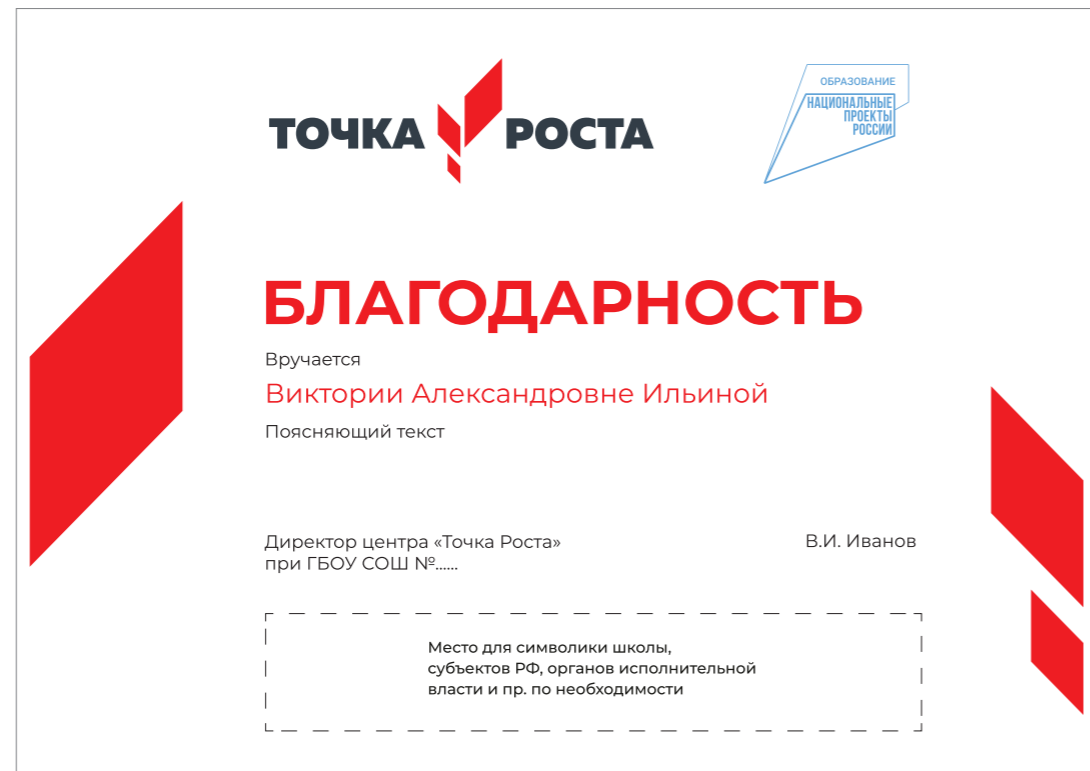 ТОЧКА РОСТА
ОБРАЗОВАНИЕ
НАЦИОНАЛЬНЫЕ
ПРОЕКТЫ
РОССИИ
БЛАГОДАРНОСТЬ
Вручается
Виктории Александровне Ильиной
Поясняющий текст
Директор центра «Точка Роста»
при ГБОУ СОШ №......
В.И. Иванов
Место для символики школы,
субъектов РФ, органов исполнительной
власти и пр. по необходимости